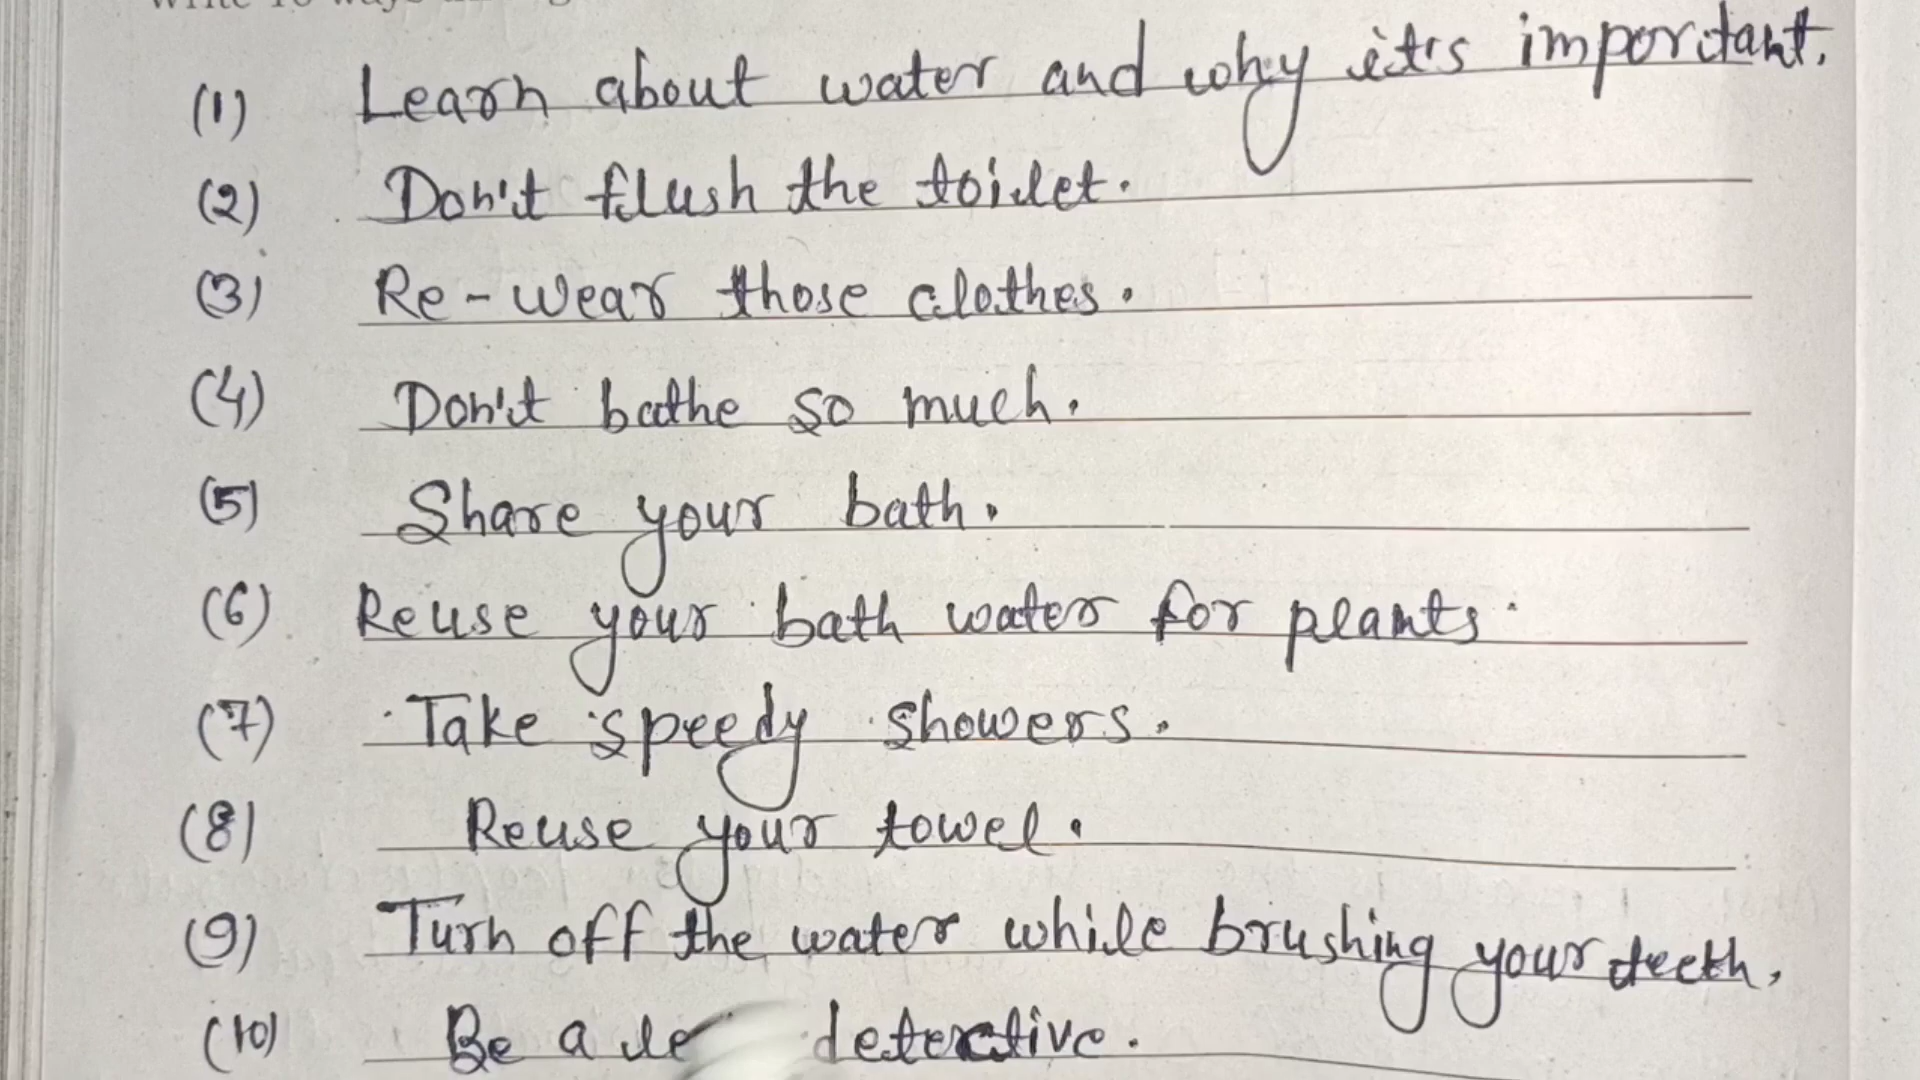 (1) Learn about water and why it's important.
(2) Don't flush the toilet.
(3) Re-wear those clothes.
(4) Don't bathe so much.
(5) Share your bath.
(6) Reuse your bath water for plants.
(7) Take speedy showers.
(8) Reuse your towel.
(9) Turn off the water while brushing your teeth.
(10) Be a detective.